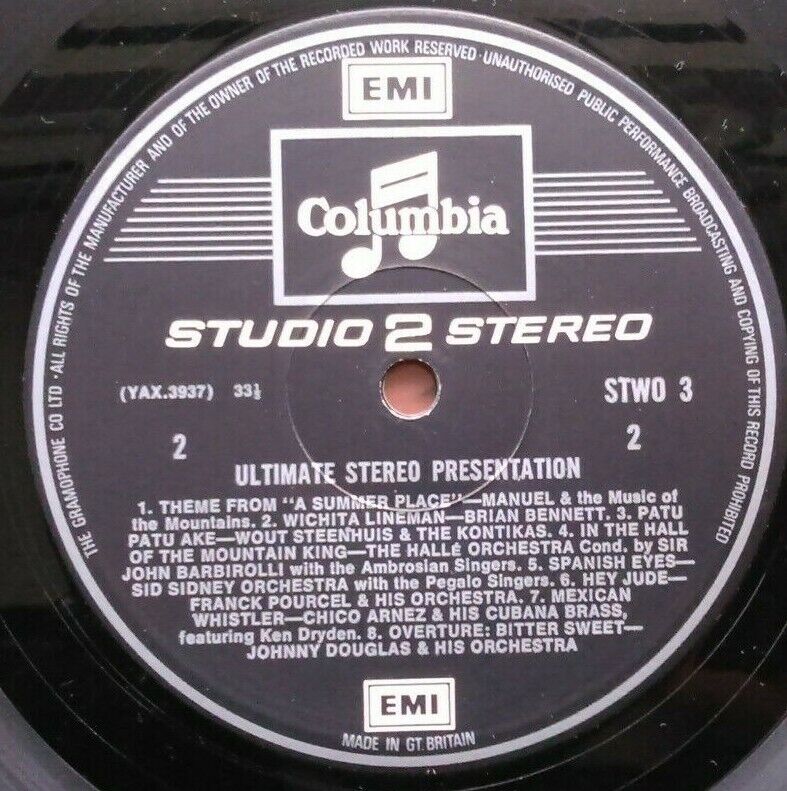 THE GRAMOPHONE CO LTD · ALL RIGHTS OF THE MANUFACTURER AND OF THE OWNER OF THE RECORDED WORK RESERVED · UNAUTHORISED PUBLIC PERFORMANCE BROADCASTING AND COPYING OF THIS RECORD PROHIBITED
EMI
Columbia
STUDIO 2 STEREO
(YAX.3937) 33⅓
STWO 3
2
2
ULTIMATE STEREO PRESENTATION
1. THEME FROM "A SUMMER PLACE"—MANUEL & the Music of
the Mountains. 2. WICHITA LINEMAN—BRIAN BENNETT. 3. PATU
PATU AKE—WOUT STEENHUIS & THE KONTIKAS. 4. IN THE HALL
OF THE MOUNTAIN KING—THE HALLÉ ORCHESTRA Cond. by SIR
JOHN BARBIROLLI with the Ambrosian Singers. 5. SPANISH EYES—
SID SIDNEY ORCHESTRA with the Pegalo Singers. 6. HEY JUDE—
FRANCK POURCEL & HIS ORCHESTRA. 7. MEXICAN
WHISTLER—CHICO ARNEZ & HIS CUBANA BRASS,
featuring Ken Dryden. 8. OVERTURE: BITTER SWEET—
JOHNNY DOUGLAS & HIS ORCHESTRA
EMI
MADE IN GT. BRITAIN